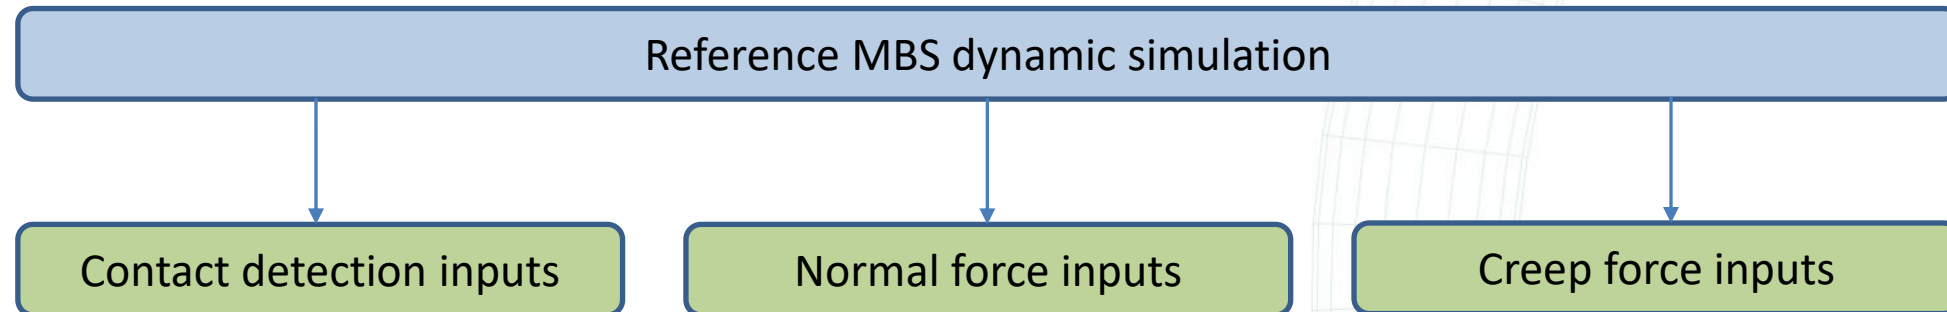 Reference MBS dynamic simulation
Contact detection inputs
Normal force inputs
Creep force inputs